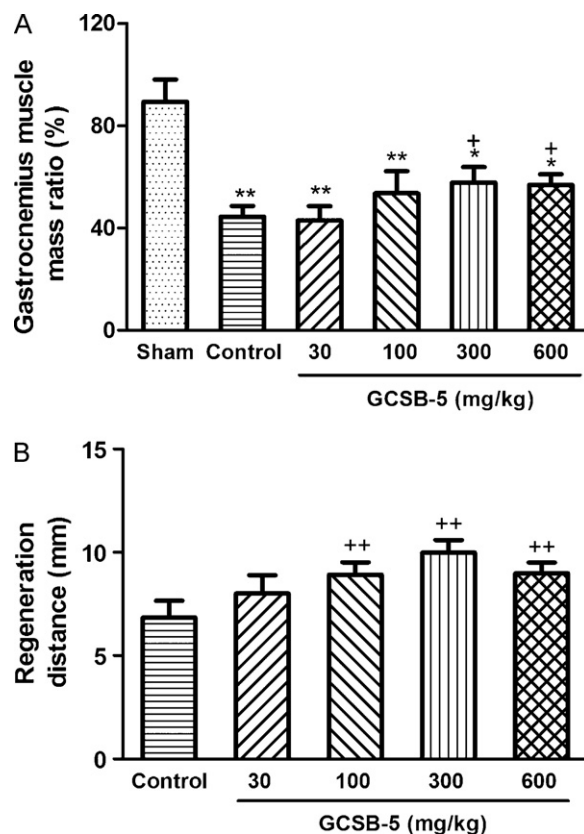 A
Gastrocnemius muscle
mass ratio (%)
120
80
40
0
**
**
**
+
*
+
*
Sham Control 30 100 300 600
GCSB-5 (mg/kg)
B
Regeneration
distance (mm)
15
10
5
0
++
++
++
Control 30 100 300 600
GCSB-5 (mg/kg)